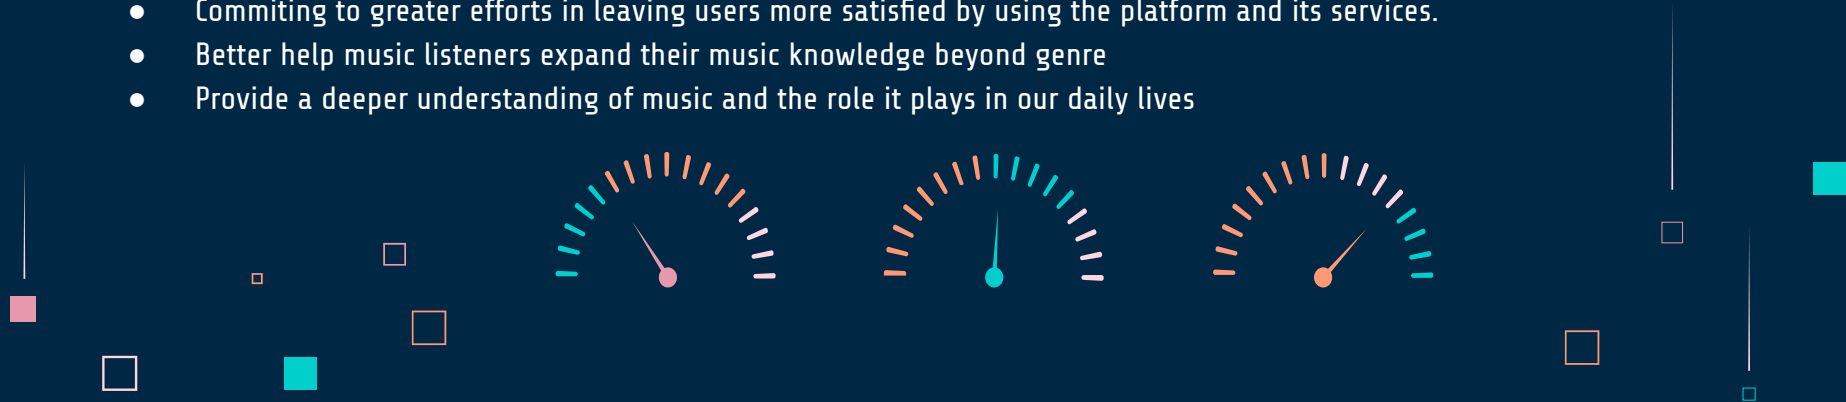 ● Commiting to greater efforts in leaving users more satisfied by using the platform and its services.
● Better help music listeners expand their music knowledge beyond genre
● Provide a deeper understanding of music and the role it plays in our daily lives